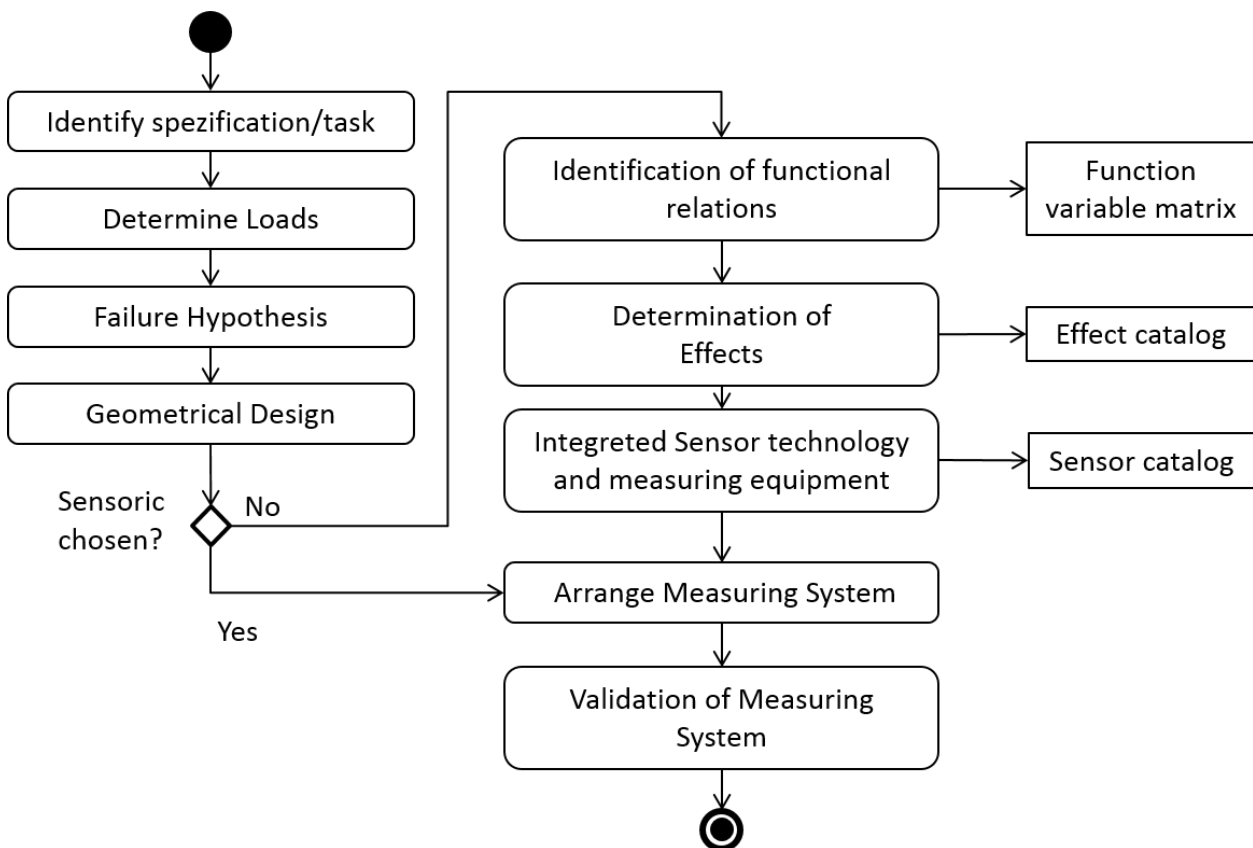 Identify spezification/task
Determine Loads
Failure Hypothesis
Geometrical Design
Sensoric
chosen?
No
Yes
Identification of functional
relations
Function
variable matrix
Determination of
Effects
Effect catalog
Integreted Sensor technology
and measuring equipment
Sensor catalog
Arrange Measuring System
Validation of Measuring
System